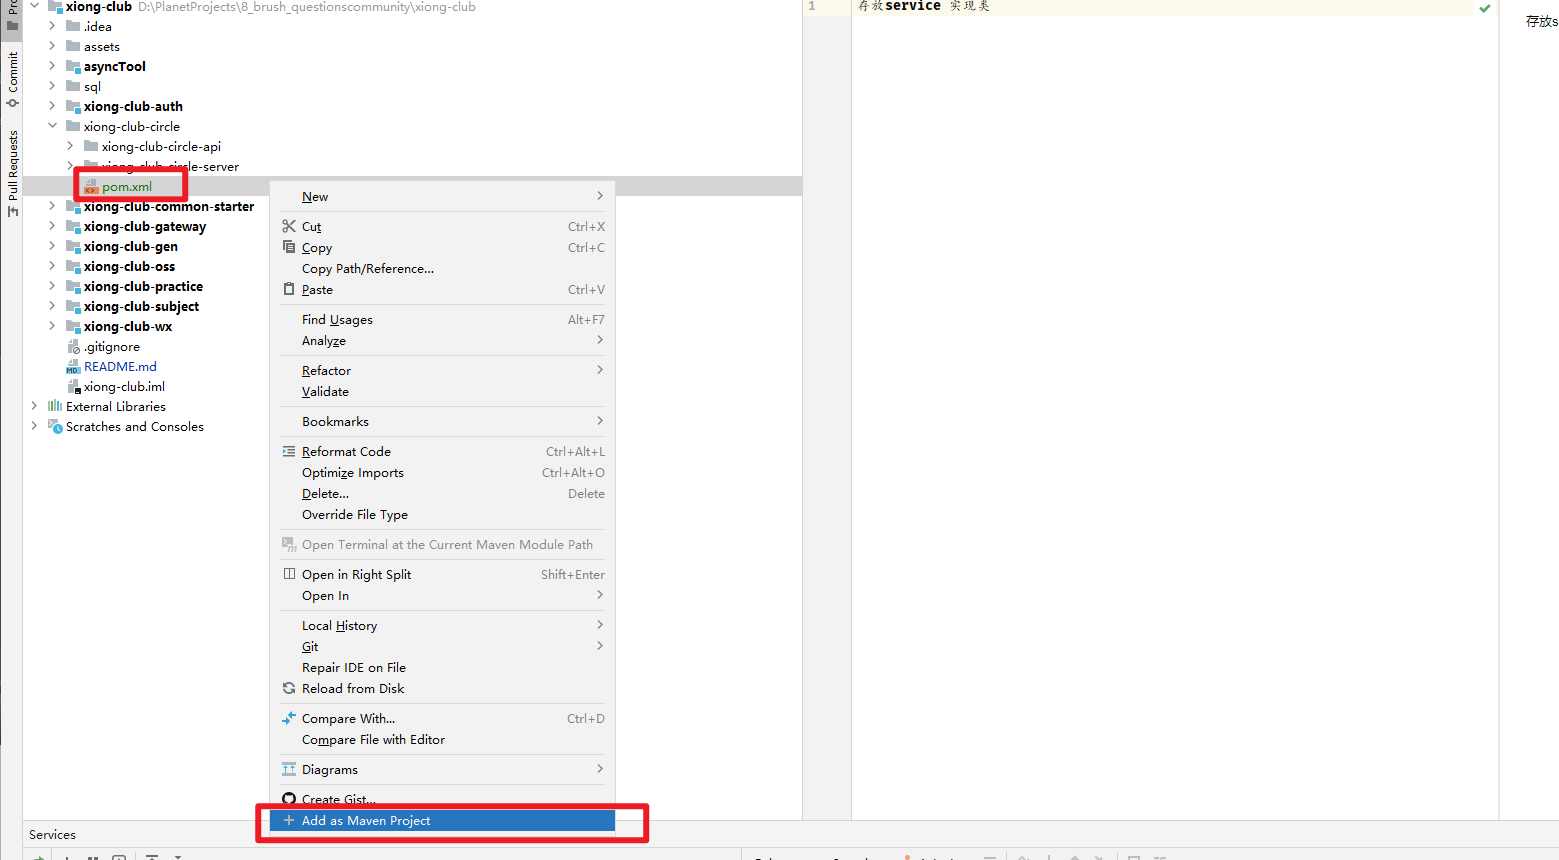 xiong-club D:\PlanetProjects\8_brush_questionscommunity\xiong-club
.idea
assets
asyncTool
sql
xiong-club-auth
xiong-club-circle
xiong-club-circle-api
xiong-club-circle-server
pom.xml
xiong-club-common-starter
xiong-club-gateway
xiong-club-gen
xiong-club-oss
xiong-club-practice
xiong-club-subject
xiong-club-wx
.gitignore
README.md
xiong-club.iml
External Libraries
Scratches and Consoles
Commit
Pull Requests
New
Cut Ctrl+X
Copy Ctrl+C
Copy Path/Reference...
Paste Ctrl+V
Find Usages Alt+F7
Analyze
Refactor
Validate
Bookmarks
Reformat Code Ctrl+Alt+L
Optimize Imports Ctrl+Alt+O
Delete... Delete
Override File Type
Open Terminal at the Current Maven Module Path
Open in Right Split Shift+Enter
Open In
Local History
Git
Repair IDE on File
Reload from Disk
Compare With... Ctrl+D
Compare File with Editor
Diagrams
Create Gist...
Add as Maven Project
1 存放service 实现类
存放s
Services